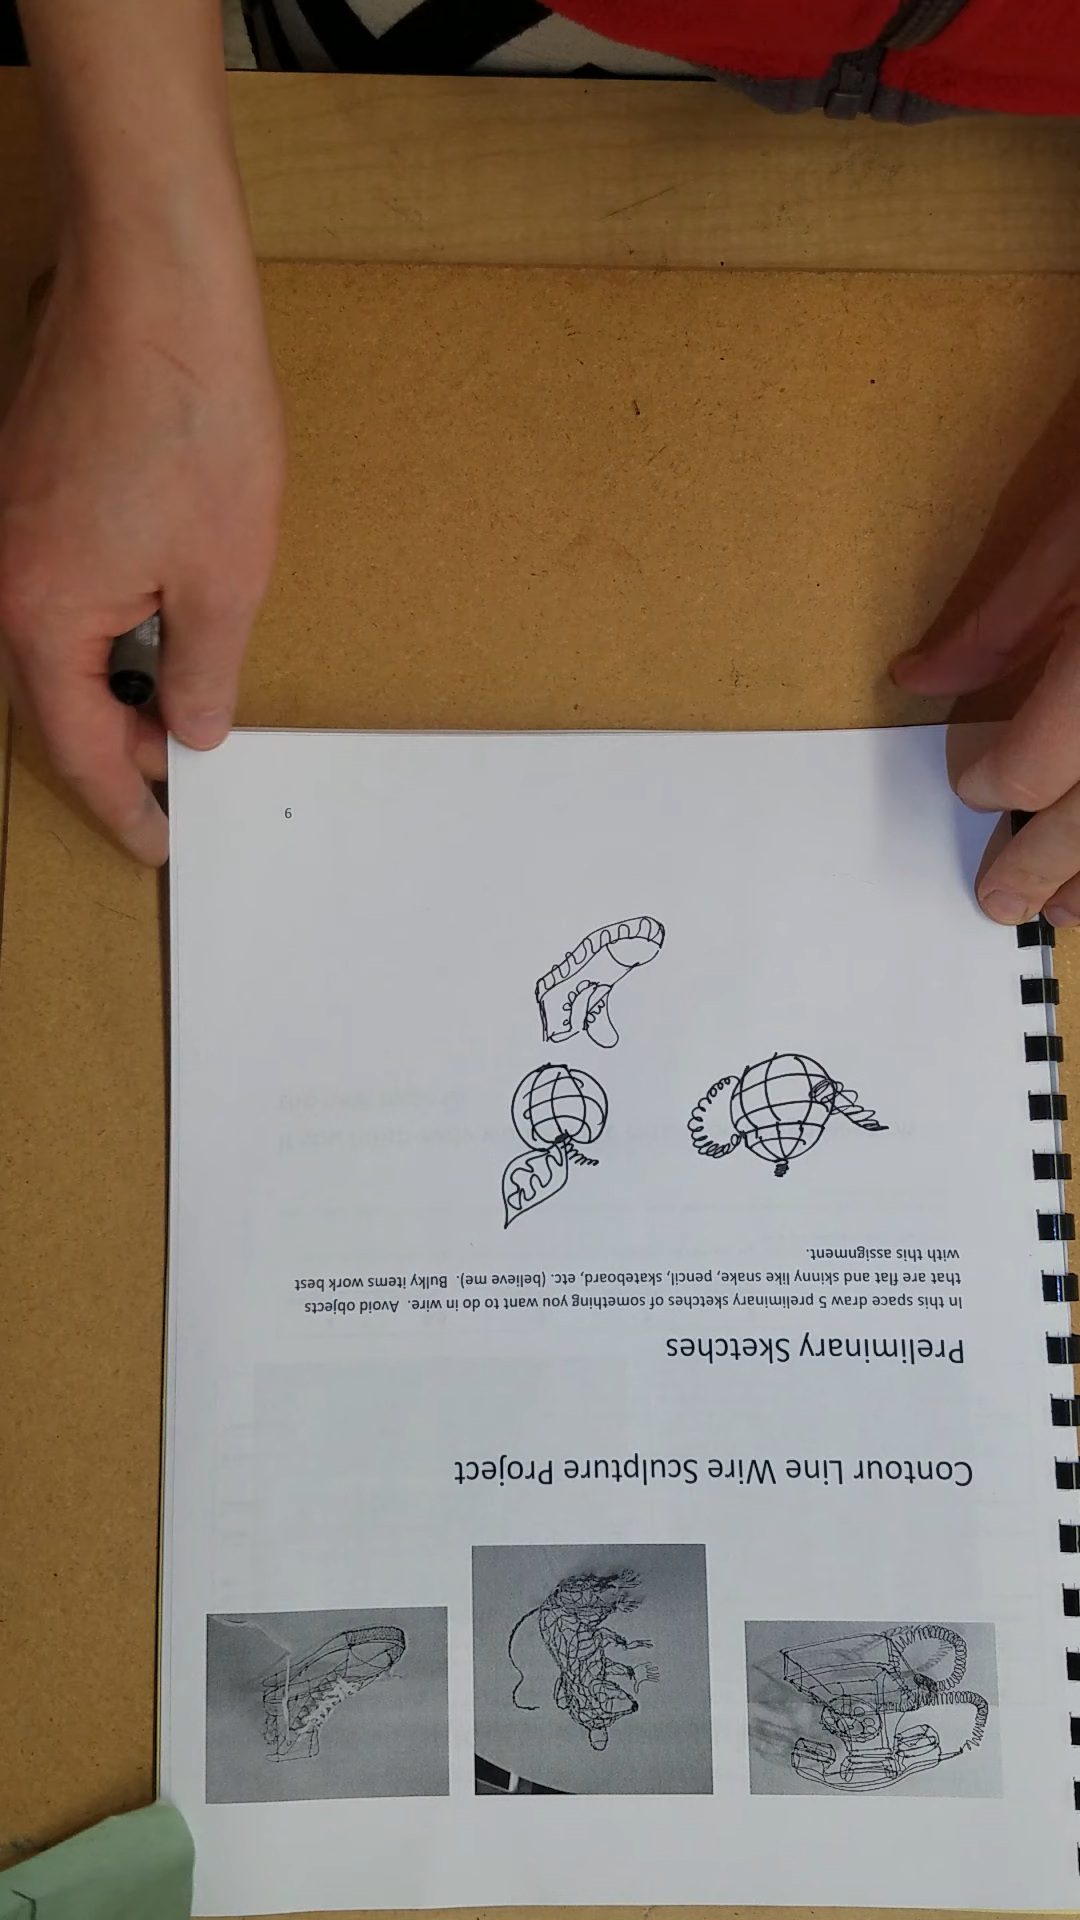 Contour Line Wire Sculpture Project
Preliminary Sketches
In this space draw 5 preliminary sketches of something you want to do in wire. Avoid objects
that are flat and skinny like snake, pencil, skateboard, etc. (believe me). Bulky items work best
with this assignment.
6